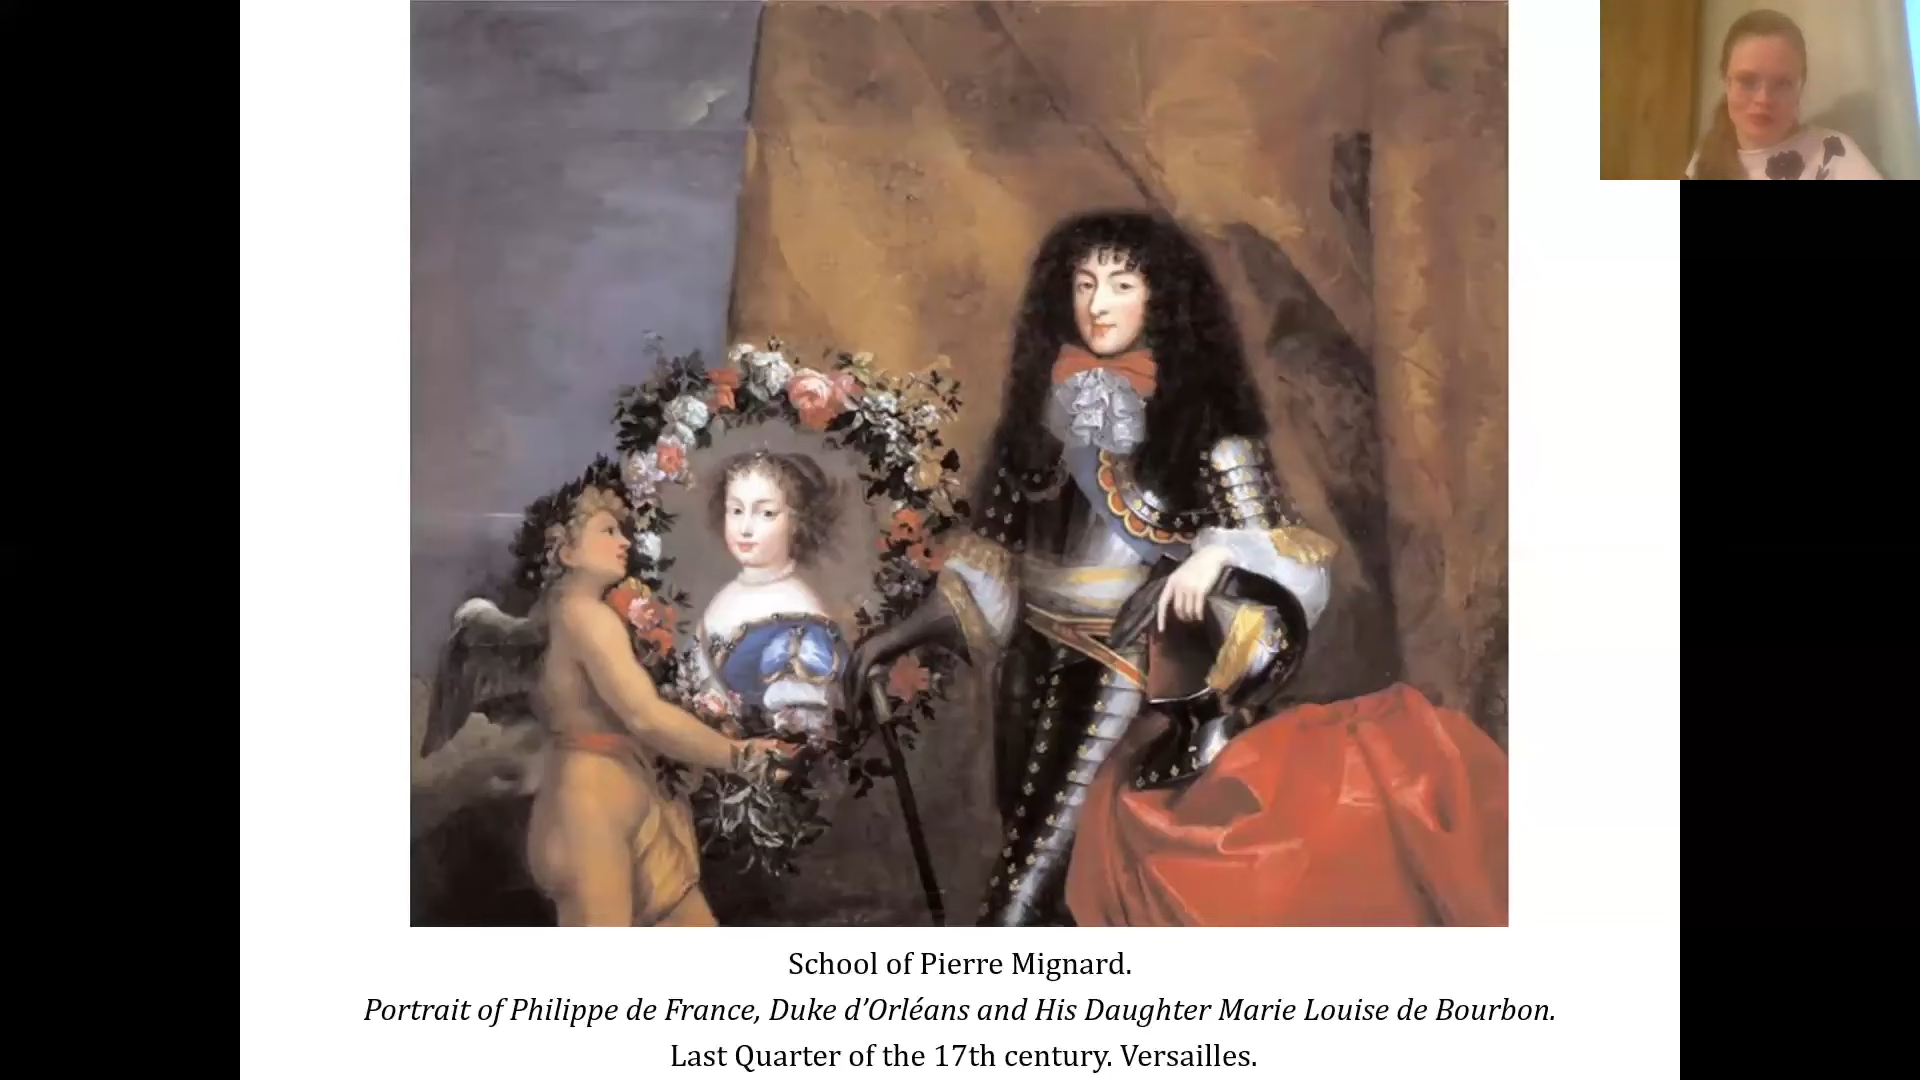 School of Pierre Mignard.
Portrait of Philippe de France, Duke d’Orléans and His Daughter Marie Louise de Bourbon.
Last Quarter of the 17th century. Versailles.